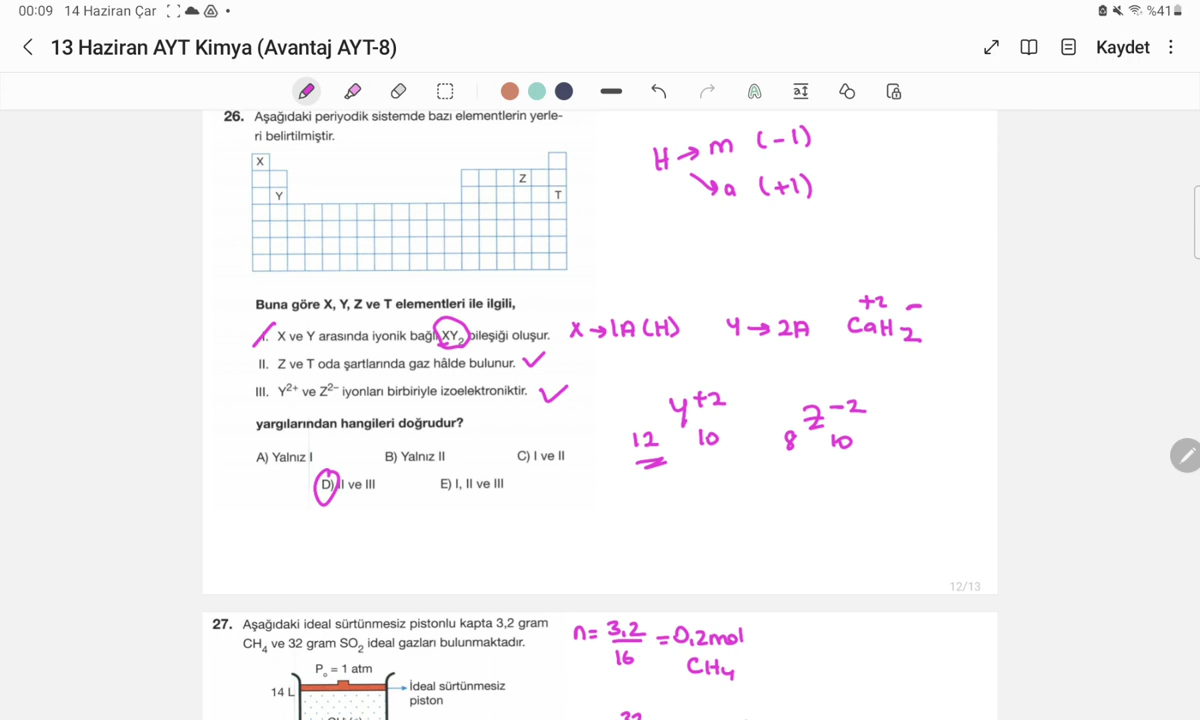 00:09 14 Haziran Çar %41
13 Haziran AYT Kimya (Avantaj AYT-8) Kaydet
26. Aşağıdaki periyodik sistemde bazı elementlerin yerle-
ri belirtilmiştir.
X
Z
Y T
H → m (-1)
a (+1)
Buna göre X, Y, Z ve T elementleri ile ilgili,
I. X ve Y arasında iyonik bağlı XY₂ bileşiği oluşur.
X → 1A (H) Y → 2A CaH₂ +2 -
II. Z ve T oda şartlarında gaz hâlde bulunur. ✓
III. Y²⁺ ve Z²⁻ iyonları birbiriyle izoelektroniktir. ✓
12 Y+2 10 8 Z-2 10
yargılarından hangileri doğrudur?
A) Yalnız I B) Yalnız II C) I ve II
D) II ve III E) I, II ve III
12/13
27. Aşağıdaki ideal sürtünmesiz pistonlu kapta 3,2 gram
CH₄ ve 32 gram SO₂ ideal gazları bulunmaktadır.
n = 3,2/16 = 0,2 mol
CH₄
P₀ = 1 atm
14 L
İdeal sürtünmesiz
piston